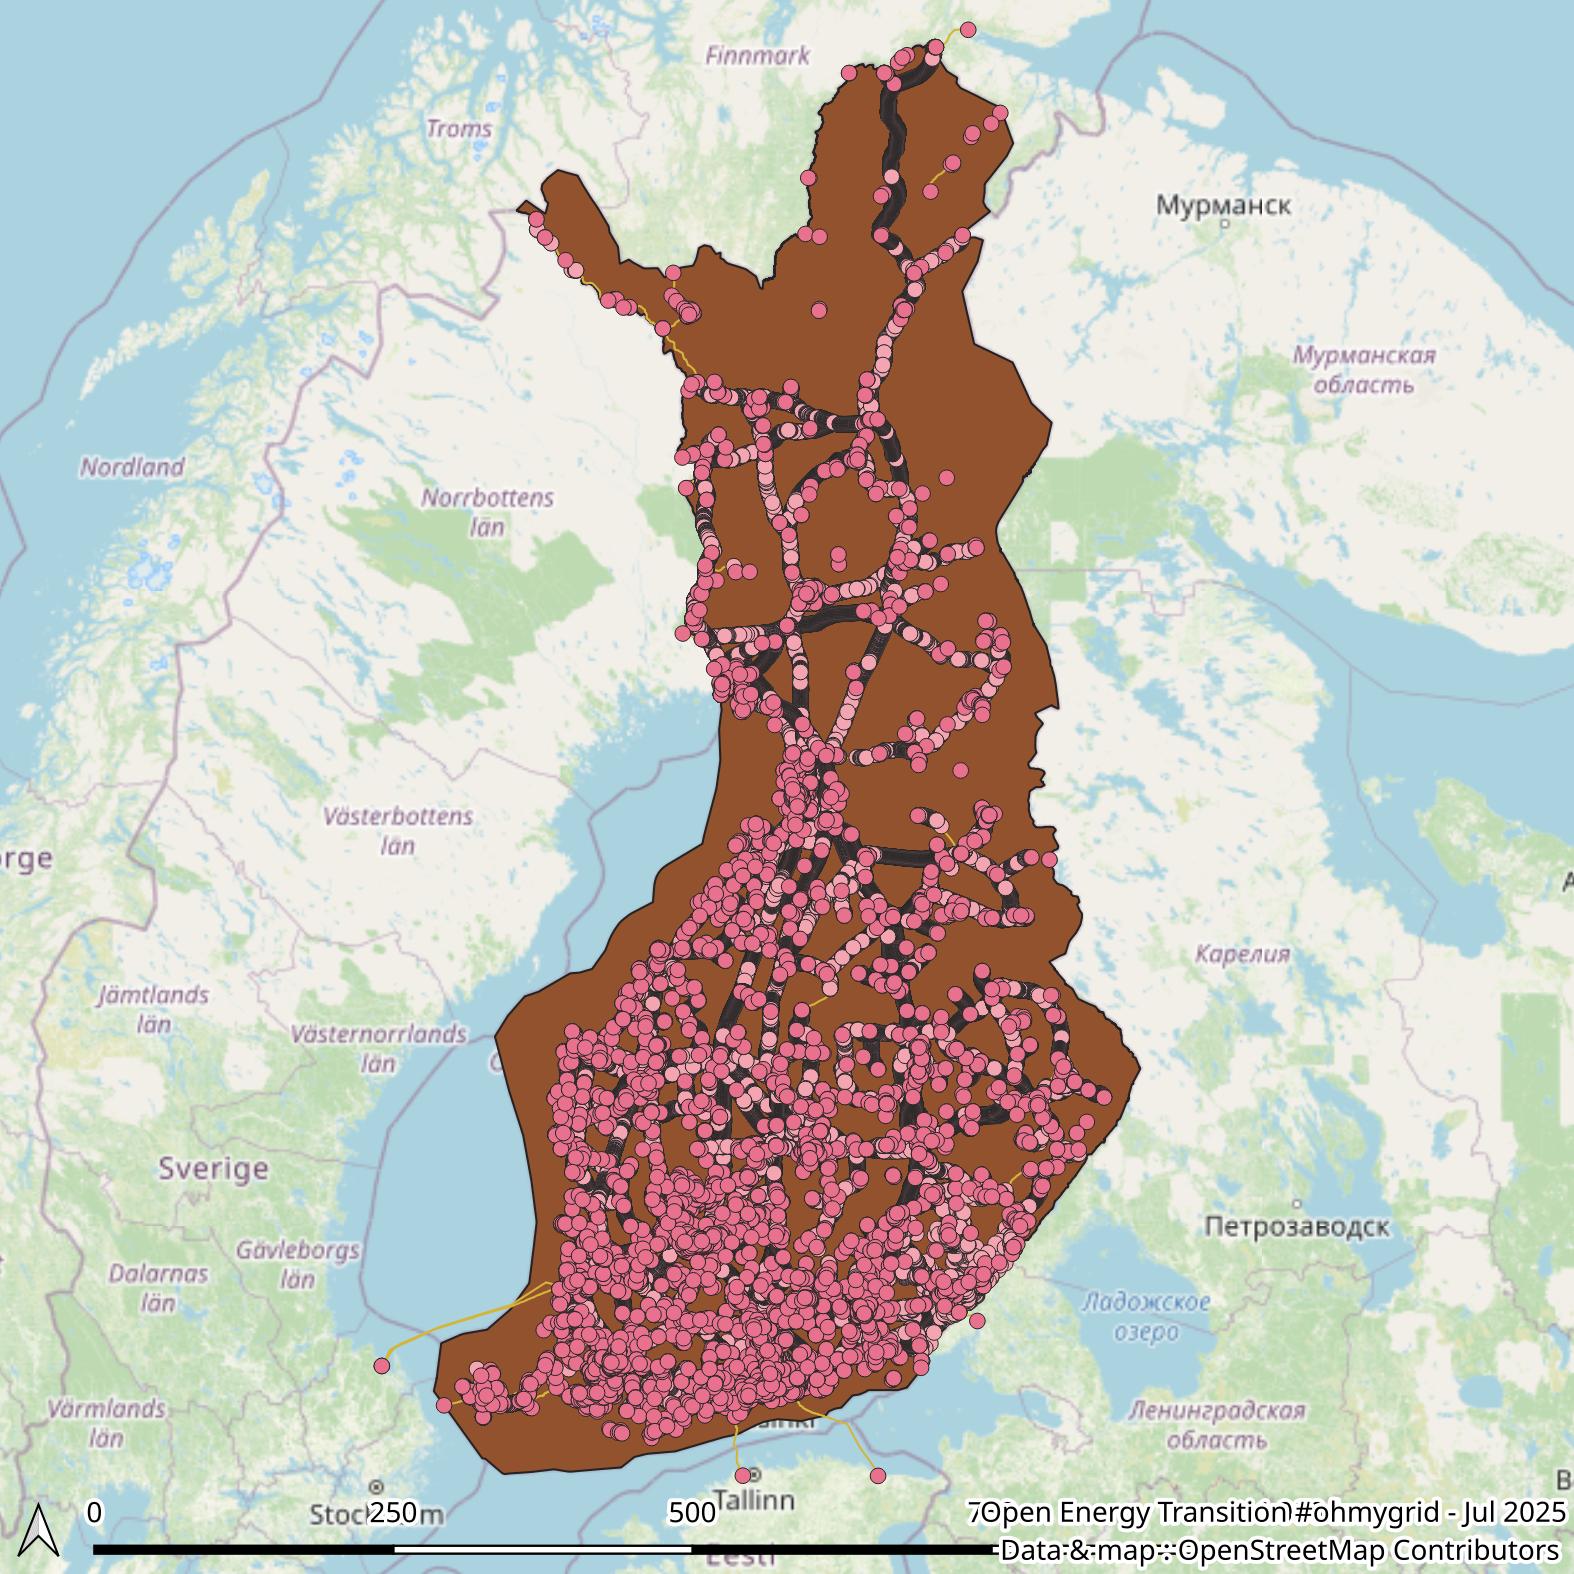 Finnmark
Troms
Мурманск
Мурманская
область
Nordland
Norrbottens
län
Västerbottens
län
Карелия
Jämtlands
län
Västernorrlands
län
Sverige
Петрозаводск
Gävleborgs
län
Dalarnas
län
Ладожское
озеро
Värmlands
län
Ленинградская
область
Tallinn
0
250
500
Open Energy Transition #ohmygrid - Jul 2025
Data & map: OpenStreetMap Contributors
Eesti